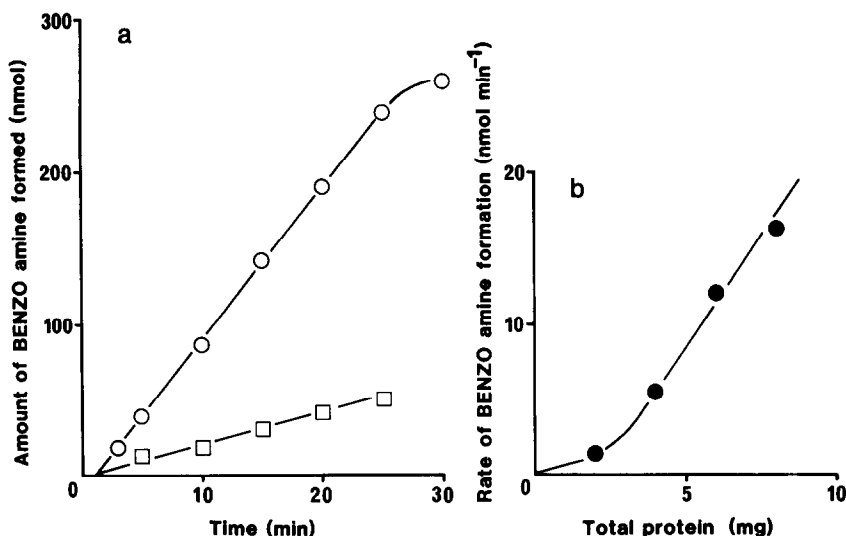 a
Amount of BENZO amine formed (nmol)
300
200
100
0
10
20
30
Time (min)
b
Rate of BENZO amine formation (nmol min⁻¹)
20
10
0
5
10
Total protein (mg)